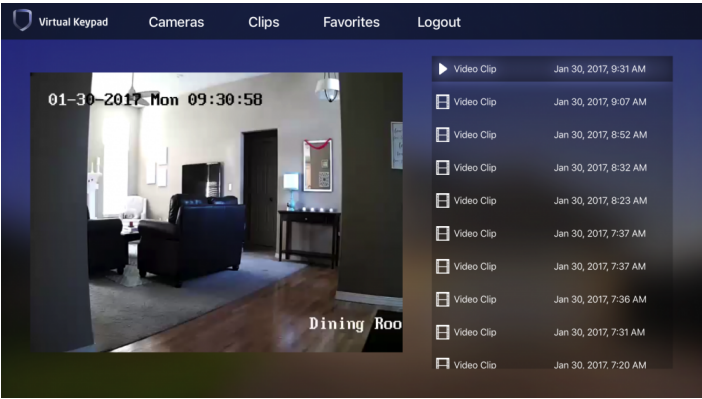 Virtual Keypad
Cameras
Clips
Favorites
Logout
01-30-2017 Mon 09:30:58
Dining Roo
Video Clip Jan 30, 2017, 9:31 AM
Video Clip Jan 30, 2017, 9:07 AM
Video Clip Jan 30, 2017, 8:52 AM
Video Clip Jan 30, 2017, 8:32 AM
Video Clip Jan 30, 2017, 8:23 AM
Video Clip Jan 30, 2017, 7:37 AM
Video Clip Jan 30, 2017, 7:37 AM
Video Clip Jan 30, 2017, 7:36 AM
Video Clip Jan 30, 2017, 7:31 AM
Video Clip Jan 30, 2017, 7:20 AM